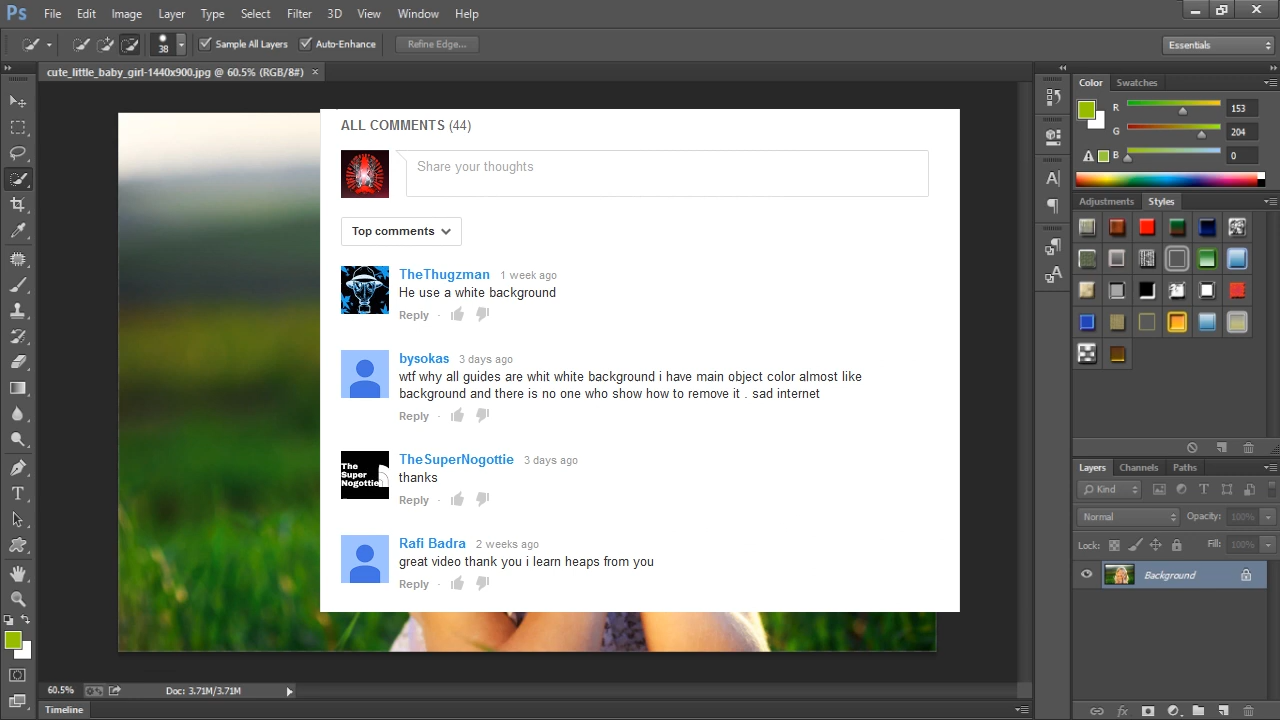 Ps File Edit Image Layer Type Select Filter 3D View Window Help
38 Sample All Layers Auto-Enhance Refine Edge... Essentials
cute_little_baby_girl-1440x900.jpg @ 60.5% (RGB/8#) ×
ALL COMMENTS (44)
Share your thoughts
Top comments
TheThugzman 1 week ago
He use a white background
Reply ·
bysokas 3 days ago
wtf why all guides are whit white background i have main object color almost like
background and there is no one who show how to remove it . sad internet
Reply ·
The Super Nogottie
TheSuperNogottie 3 days ago
thanks
Reply ·
Rafi Badra 2 weeks ago
great video thank you i learn heaps from you
Reply ·
Color Swatches
R 153
G 204
B 0
Adjustments Styles
Layers Channels Paths
Kind
Normal Opacity: 100%
Lock: Fill: 100%
Background
60.5% Doc: 3.71M/3.71M
Timeline